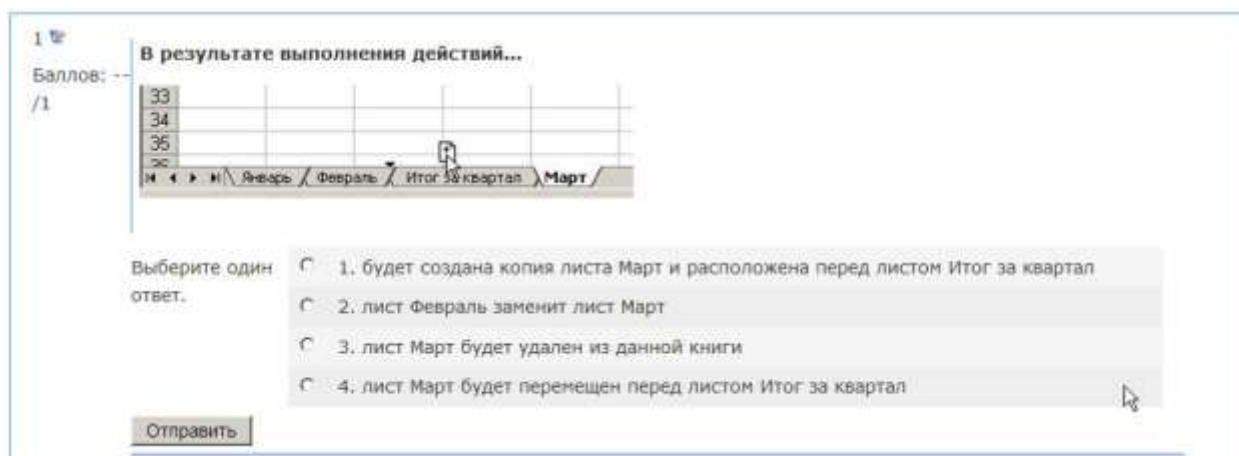 1
Баллов: --
/1
В результате выполнения действий...
33
34
35
36
Январь / Февраль / Итог за квартал \ Март /
Выберите один
ответ.
1. будет создана копия листа Март и расположена перед листом Итог за квартал
2. лист Февраль заменит лист Март
3. лист Март будет удален из данной книги
4. лист Март будет перемещен перед листом Итог за квартал
Отправить